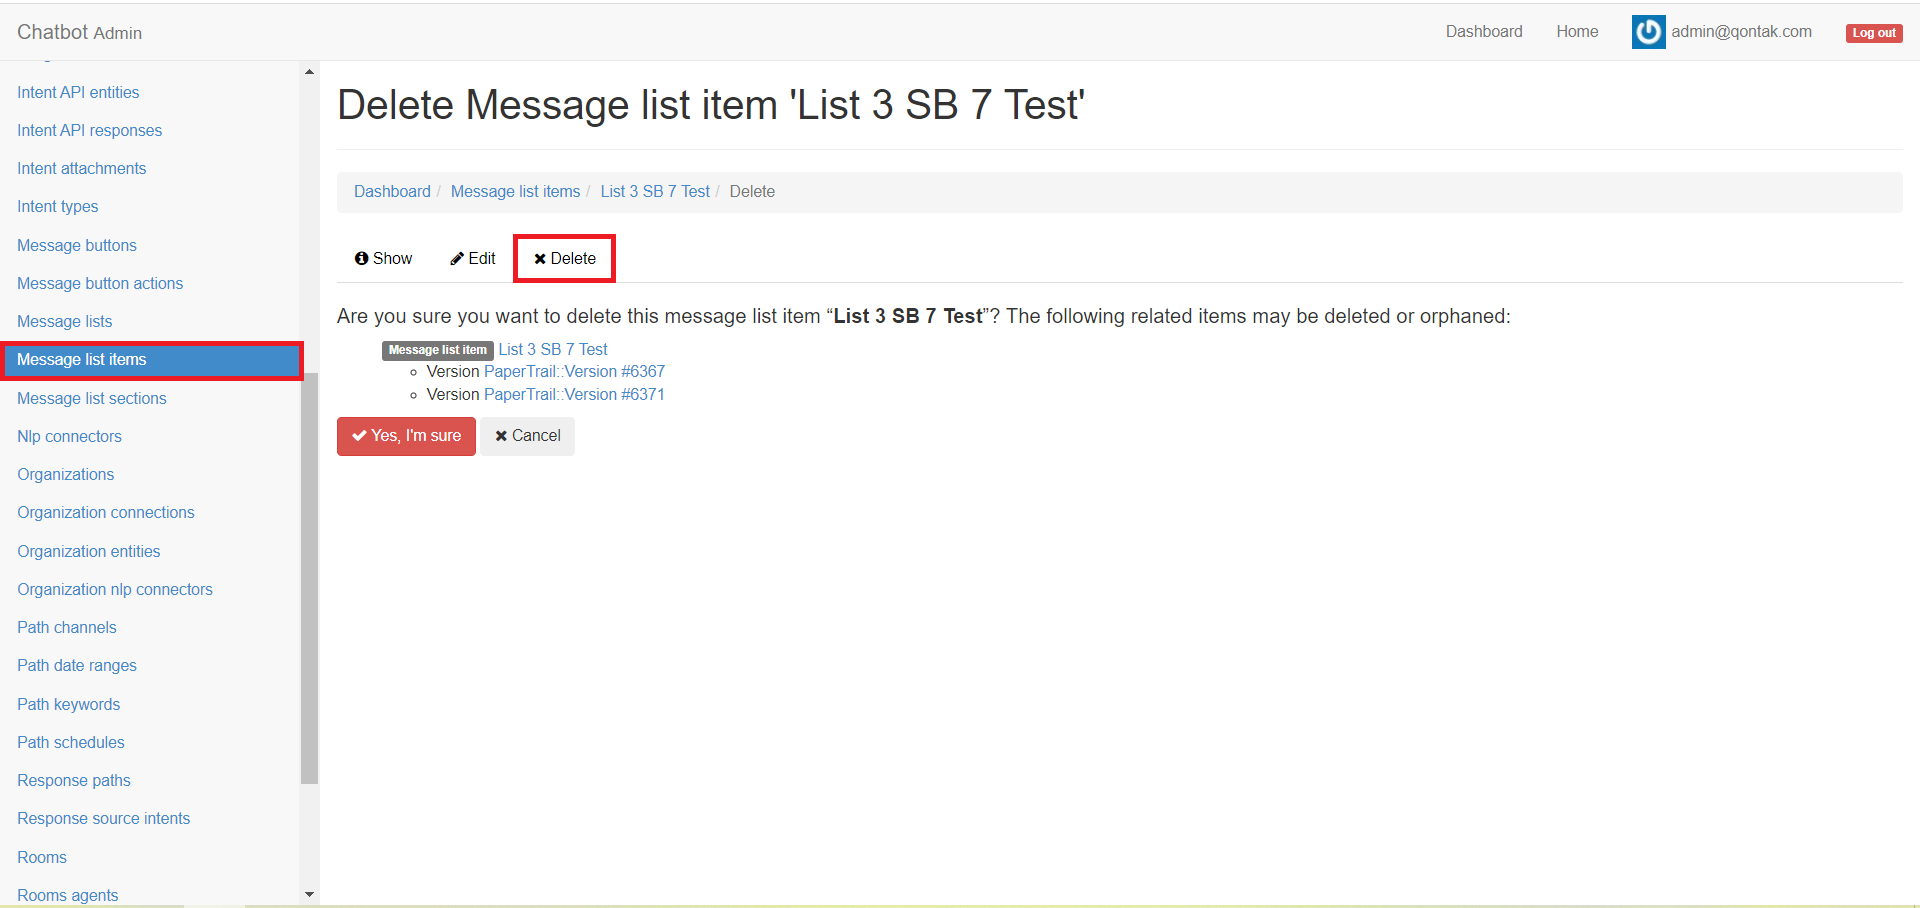 Chatbot Admin
Dashboard
Home
admin@qontak.com
Log out
Intent API entities
Intent API responses
Intent attachments
Intent types
Message buttons
Message button actions
Message lists
Message list items
Message list sections
Nlp connectors
Organizations
Organization connections
Organization entities
Organization nlp connectors
Path channels
Path date ranges
Path keywords
Path schedules
Response paths
Response source intents
Rooms
Rooms agents
Delete Message list item 'List 3 SB 7 Test'
Dashboard / Message list items / List 3 SB 7 Test / Delete
Show
Edit
Delete
Are you sure you want to delete this message list item “List 3 SB 7 Test”? The following related items may be deleted or orphaned:
Message list item List 3 SB 7 Test
Version PaperTrail::Version #6367
Version PaperTrail::Version #6371
Yes, I'm sure
Cancel